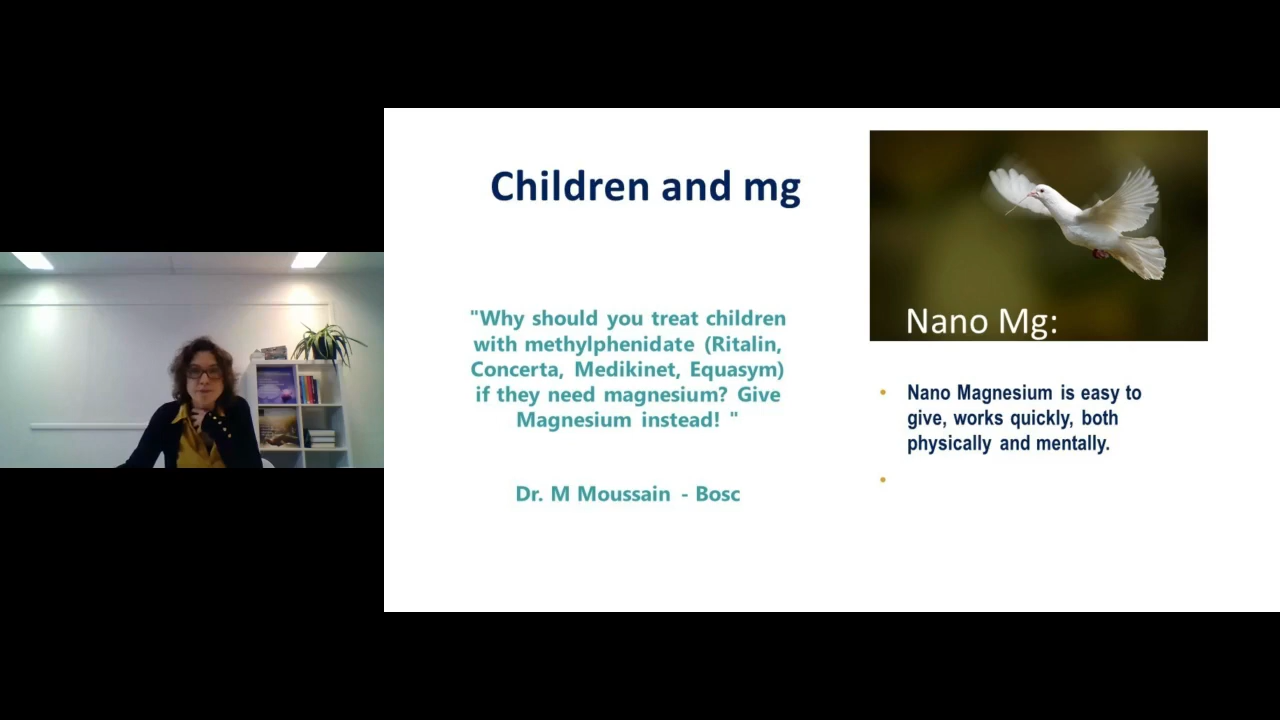 Children and mg
"Why should you treat children
with methylphenidate (Ritalin,
Concerta, Medikinet, Equasym)
if they need magnesium? Give
Magnesium instead! "
Dr. M Moussain - Bosc
Nano Mg:
• Nano Magnesium is easy to
give, works quickly, both
physically and mentally.
•